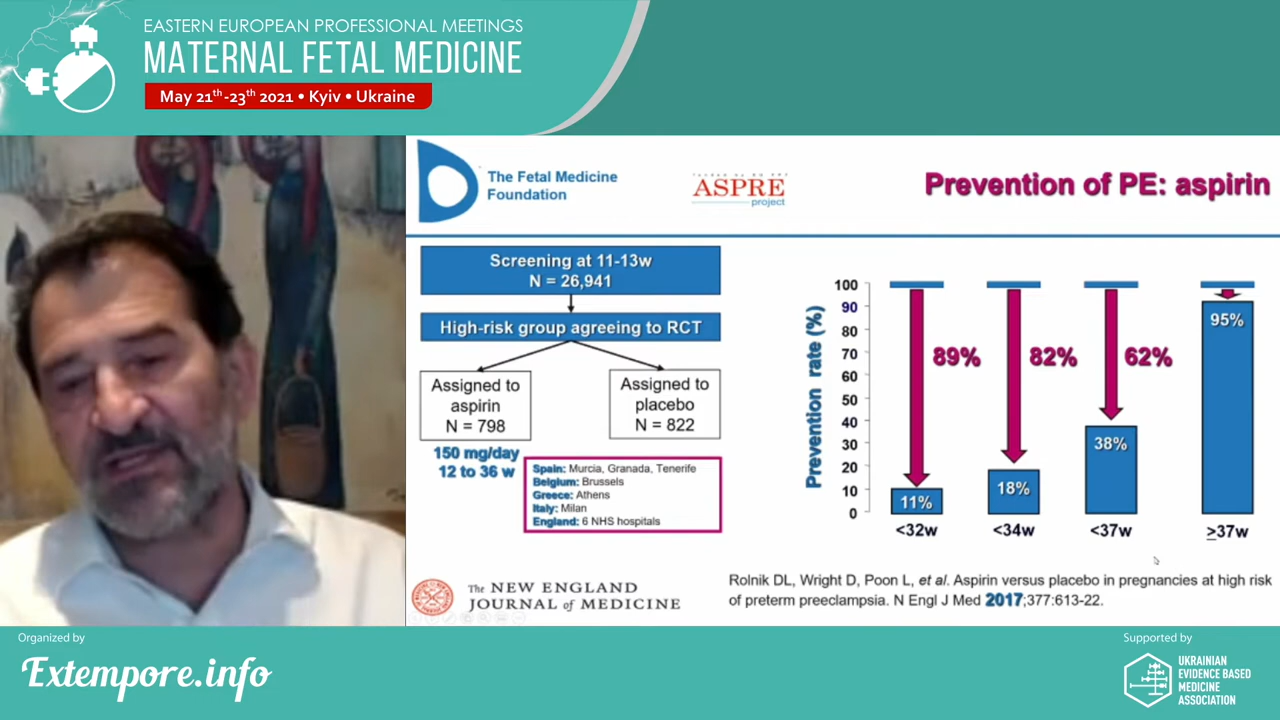 EASTERN EUROPEAN PROFESSIONAL MEETINGS
MATERNAL FETAL MEDICINE
May 21th-23th 2021 • Kyiv • Ukraine
The Fetal Medicine
Foundation
ASPRE
project
Prevention of PE: aspirin
Screening at 11-13w
N = 26,941
High-risk group agreeing to RCT
Assigned to
aspirin
N = 798
Assigned to
placebo
N = 822
150 mg/day
12 to 36 w
Spain: Murcia, Granada, Tenerife
Belgium: Brussels
Greece: Athens
Italy: Milan
England: 6 NHS hospitals
Prevention rate (%)
100
90
80
70
60
50
40
30
20
10
0
89%
82%
62%
95%
11%
18%
38%
<32w
<34w
<37w
≥37w
The NEW ENGLAND
JOURNAL of MEDICINE
Rolnik DL, Wright D, Poon L, et al. Aspirin versus placebo in pregnancies at high risk
of preterm preeclampsia. N Engl J Med 2017;377:613-22.
Organized by
Extempore.info
Supported by
UKRAINIAN
EVIDENCE BASED
MEDICINE
ASSOCIATION